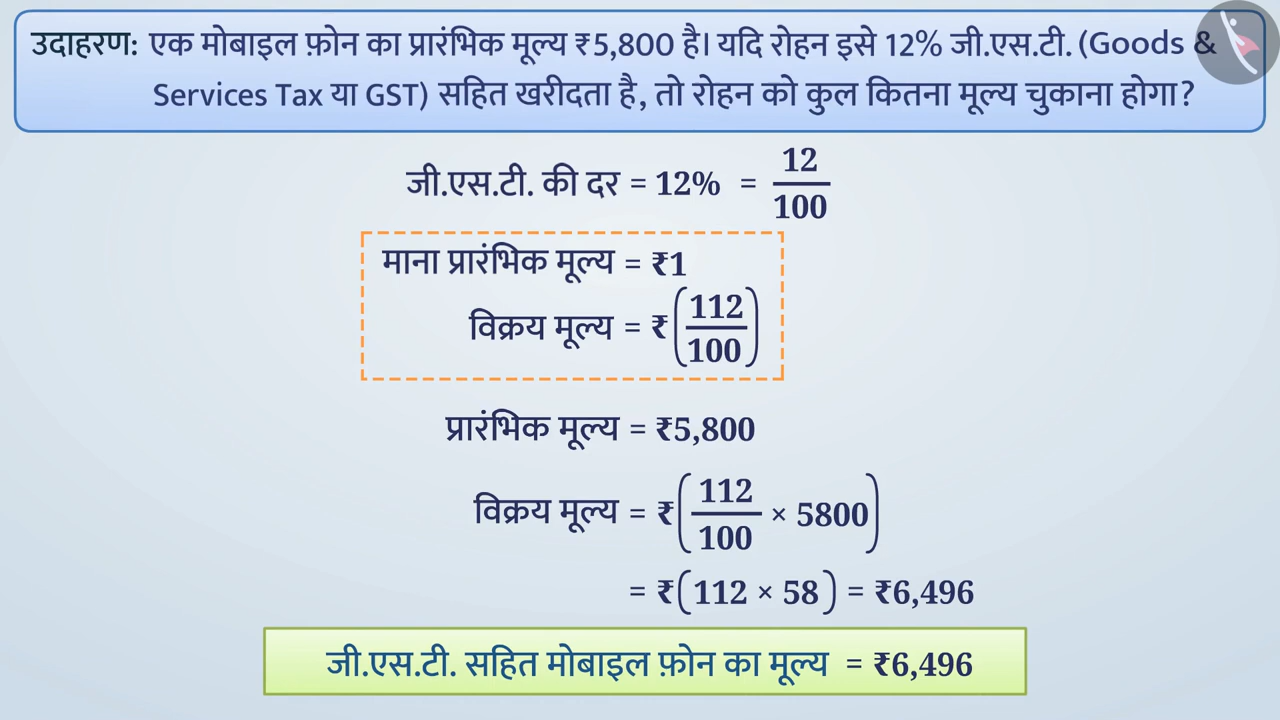 उदाहरण: एक मोबाइल फ़ोन का प्रारंभिक मूल्य ₹5,800 है। यदि रोहन इसे 12% जी.एस.टी. (Goods &
Services Tax या GST) सहित खरीदता है, तो रोहन को कुल कितना मूल्य चुकाना होगा?
जी.एस.टी. की दर = 12% = 12/100
माना प्रारंभिक मूल्य = ₹1
विक्रय मूल्य = ₹(112/100)
प्रारंभिक मूल्य = ₹5,800
विक्रय मूल्य = ₹(112/100 × 5800)
= ₹(112 × 58) = ₹6,496
जी.एस.टी. सहित मोबाइल फ़ोन का मूल्य = ₹6,496